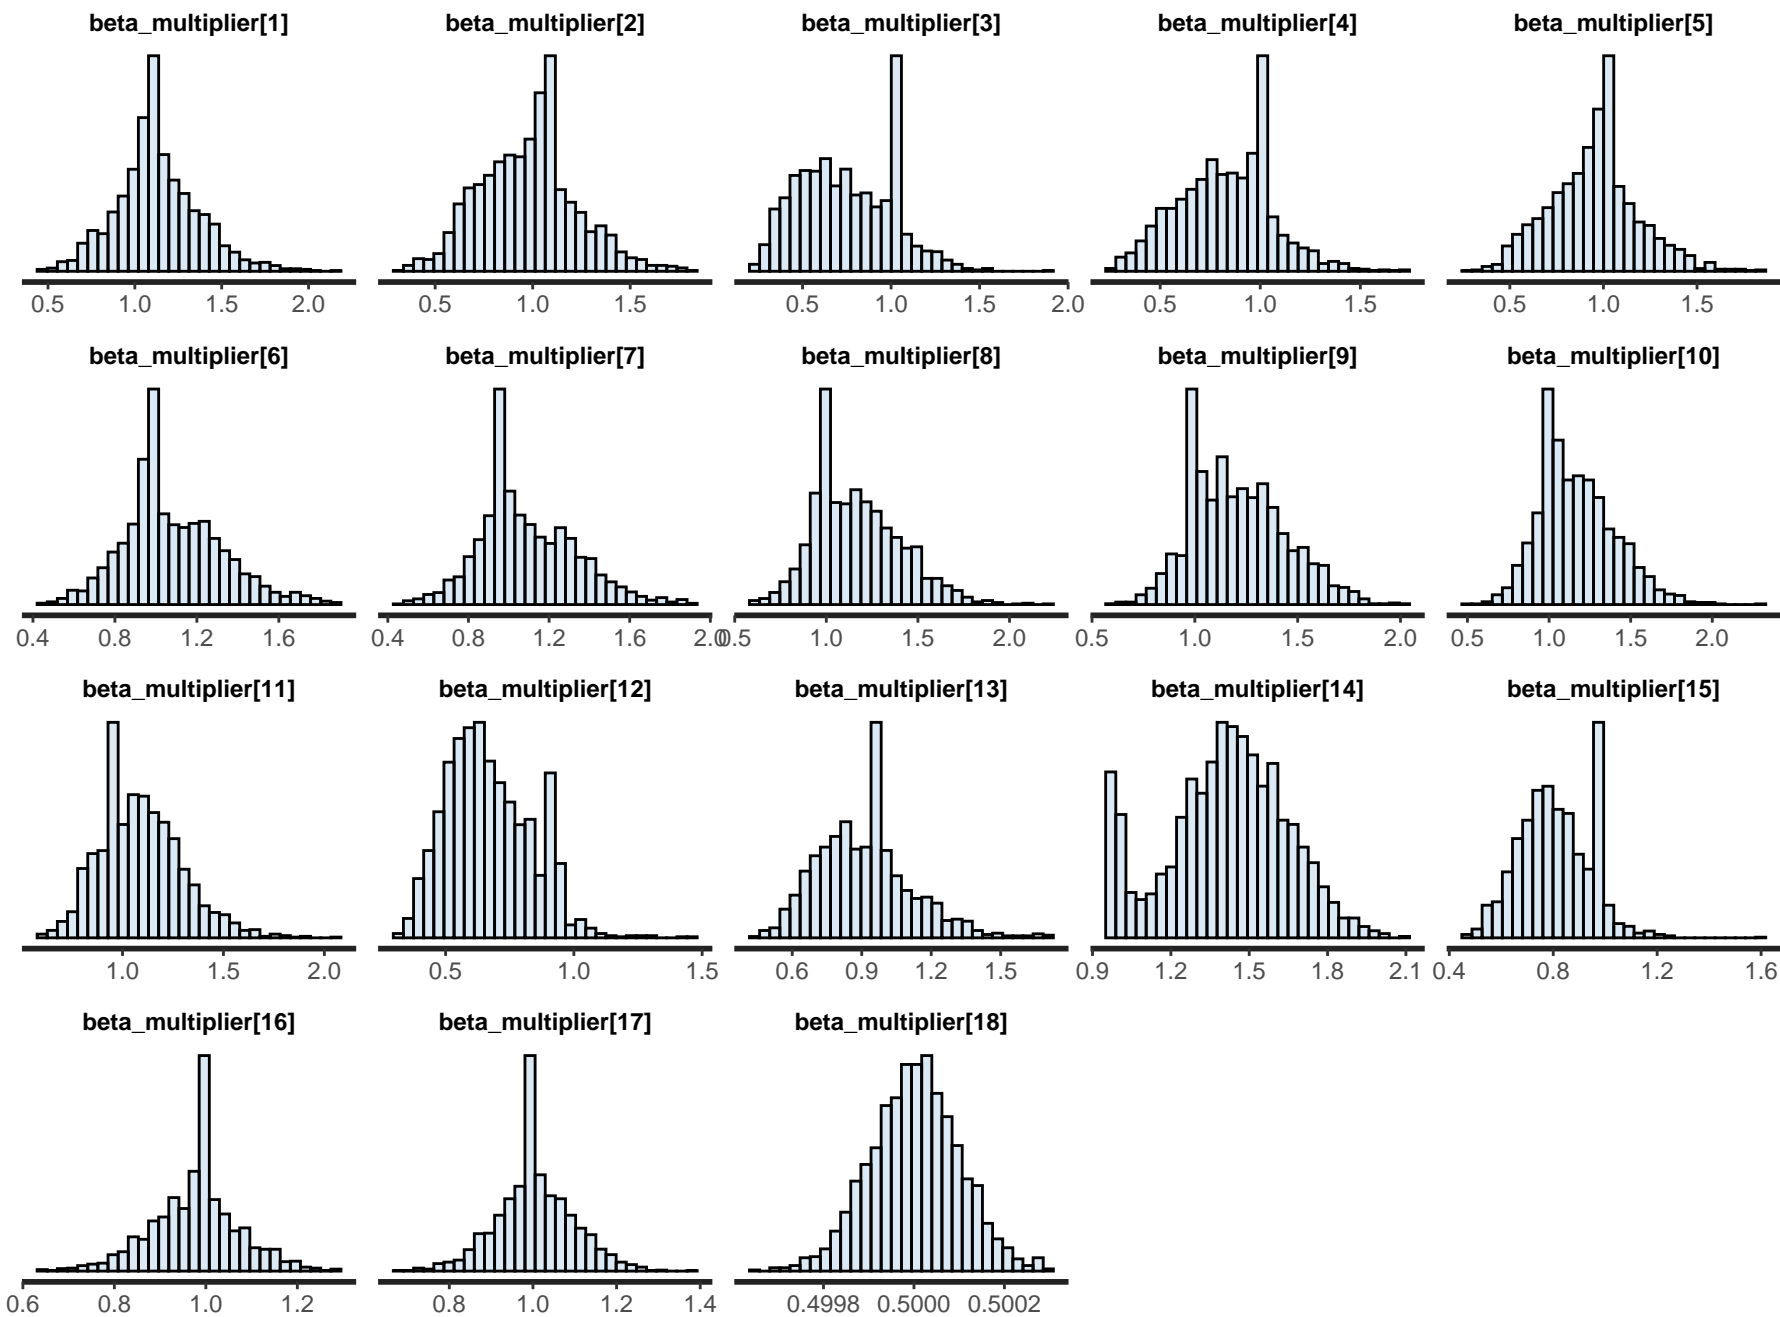 beta_multiplier[1] beta_multiplier[2] beta_multiplier[3] beta_multiplier[4] beta_multiplier[5]
0.5 1.0 1.5 2.0 0.5 1.0 1.5 0.5 1.0 1.5 2.0 0.5 1.0 1.5 0.5 1.0 1.5
beta_multiplier[6] beta_multiplier[7] beta_multiplier[8] beta_multiplier[9] beta_multiplier[10]
0.4 0.8 1.2 1.6 0.4 0.8 1.2 1.6 2.0 0.5 1.0 1.5 2.0 0.5 1.0 1.5 2.0 0.5 1.0 1.5 2.0
beta_multiplier[11] beta_multiplier[12] beta_multiplier[13] beta_multiplier[14] beta_multiplier[15]
1.0 1.5 2.0 0.5 1.0 1.5 0.6 0.9 1.2 1.5 0.9 1.2 1.5 1.8 2.1 0.4 0.8 1.2 1.6
beta_multiplier[16] beta_multiplier[17] beta_multiplier[18]
0.6 0.8 1.0 1.2 0.8 1.0 1.2 1.4 0.4998 0.5000 0.5002